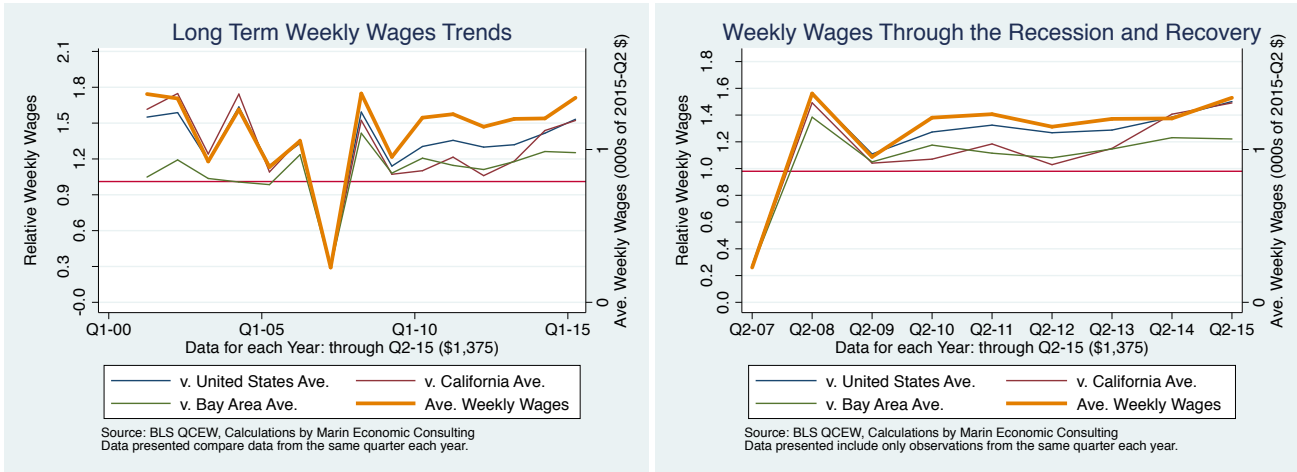 Long Term Weekly Wages Trends
Relative Weekly Wages
2.1
1.8
1.5
1.2
0.9
0.6
0.3
-0.0
1
0
Ave. Weekly Wages (000s of 2015-Q2 $)
Q1-00 Q1-05 Q1-10 Q1-15
Data for each Year: through Q2-15 ($1,375)
v. United States Ave. v. California Ave.
v. Bay Area Ave. Ave. Weekly Wages
Source: BLS QCEW, Calculations by Marin Economic Consulting
Data presented compare data from the same quarter each year.
Weekly Wages Through the Recession and Recovery
Relative Weekly Wages
1.8
1.6
1.4
1.2
1.0
0.8
0.6
0.4
0.2
0.0
1
0
Ave. Weekly Wages (000s of 2015-Q2 $)
Q2-07 Q2-08 Q2-09 Q2-10 Q2-11 Q2-12 Q2-13 Q2-14 Q2-15
Data for each Year: through Q2-15 ($1,375)
v. United States Ave. v. California Ave.
v. Bay Area Ave. Ave. Weekly Wages
Source: BLS QCEW, Calculations by Marin Economic Consulting
Data presented include only observations from the same quarter each year.